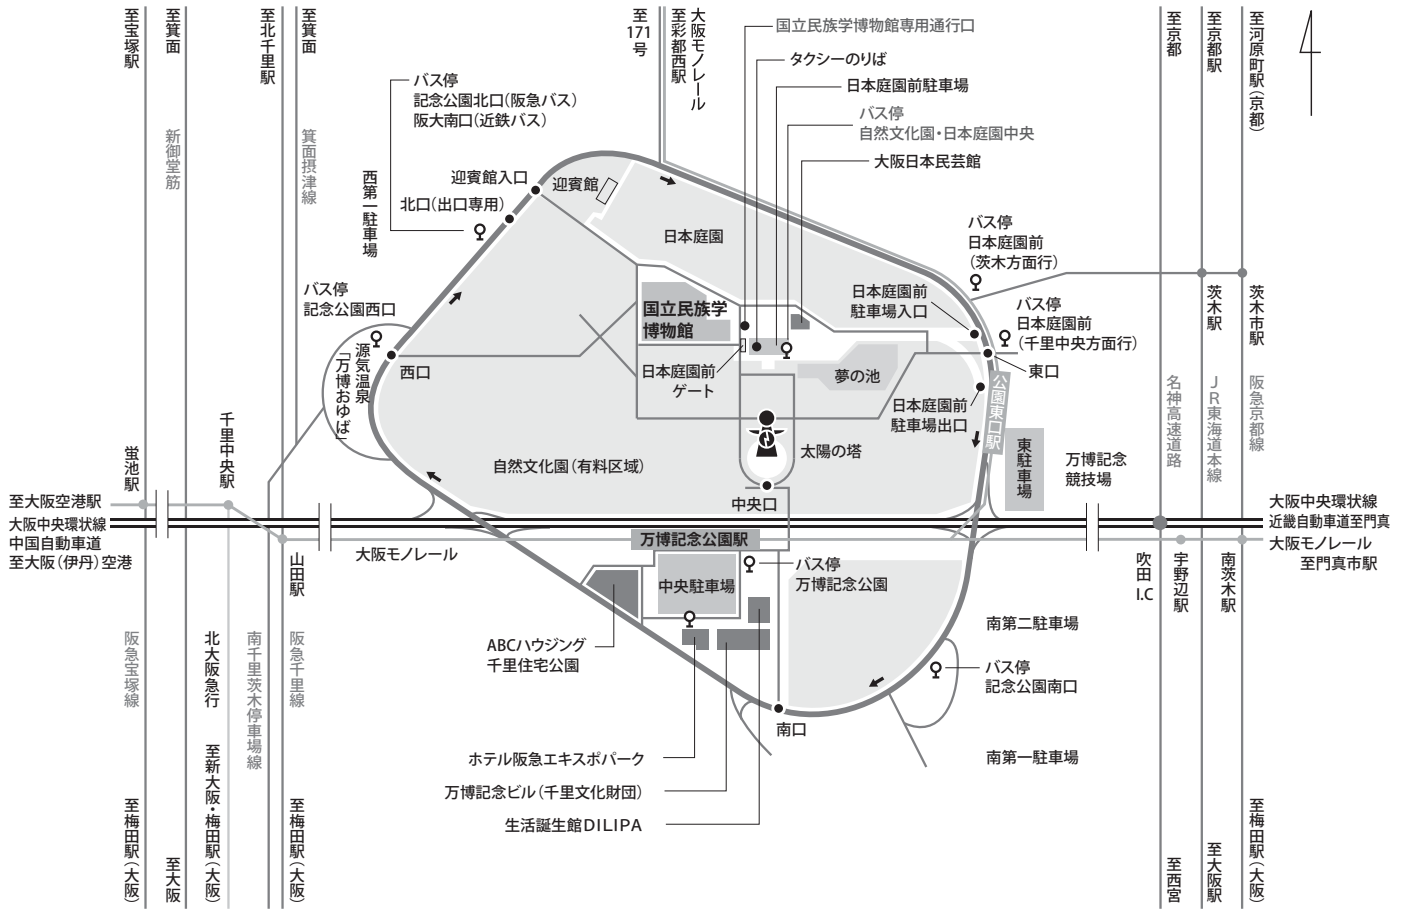 至宝塚駅
至箕面
至北千里駅
至箕面
至171号
至彩都西駅
大阪モノレール
国立民族学博物館専用通行口
タクシーのりば
日本庭園前駐車場
バス停
自然文化園・日本庭園中央
大阪日本民芸館
至京都
至京都駅
至河原町駅(京都)
バス停
記念公園北口(阪急バス)
阪大南口(近鉄バス)
新御堂筋
箕面摂津線
西第一駐車場
迎賓館入口
迎賓館
北口(出口専用)
日本庭園
バス停
日本庭園前
(茨木方面行)
バス停
記念公園西口
国立民族学
博物館
日本庭園前
駐車場入口
バス停
日本庭園前
(千里中央方面行)
茨木駅
茨木市駅
源気温泉
「万博おゆば」
西口
日本庭園前
ゲート
夢の池
東口
公園東口駅
日本庭園前
駐車場出口
名神高速道路
JR東海道本線
阪急京都線
千里中央駅
蛍池駅
自然文化園(有料区域)
太陽の塔
東駐車場
万博記念
競技場
中央口
至大阪空港駅
大阪中央環状線
中国自動車道
至大阪(伊丹)空港
大阪中央環状線
近畿自動車道至門真
大阪モノレール
至門真市駅
大阪モノレール
万博記念公園駅
山田駅
吹田I.C
宇野辺駅
南茨木駅
中央駐車場
バス停
万博記念公園
ABCハウジング
千里住宅公園
南第二駐車場
バス停
記念公園南口
阪急宝塚線
北大阪急行
南千里茨木停車場線
阪急千里線
南口
南第一駐車場
ホテル阪急エキスポパーク
万博記念ビル(千里文化財団)
生活誕生館DILIPA
至梅田駅(大阪)
至大阪
至新大阪・梅田駅(大阪)
至梅田駅(大阪)
至西宮
至大阪駅
至梅田駅(大阪)